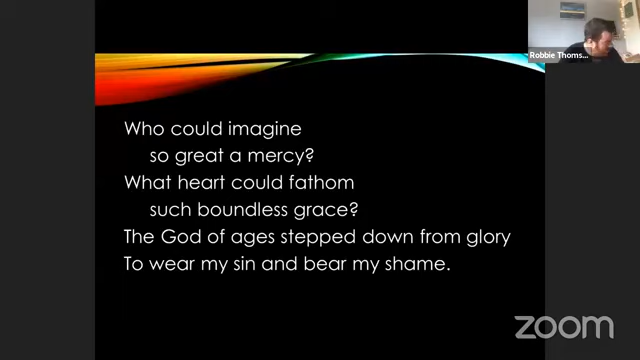 Robbie Thoms...
Who could imagine
so great a mercy?
What heart could fathom
such boundless grace?
The God of ages stepped down from glory
To wear my sin and bear my shame.
zoom